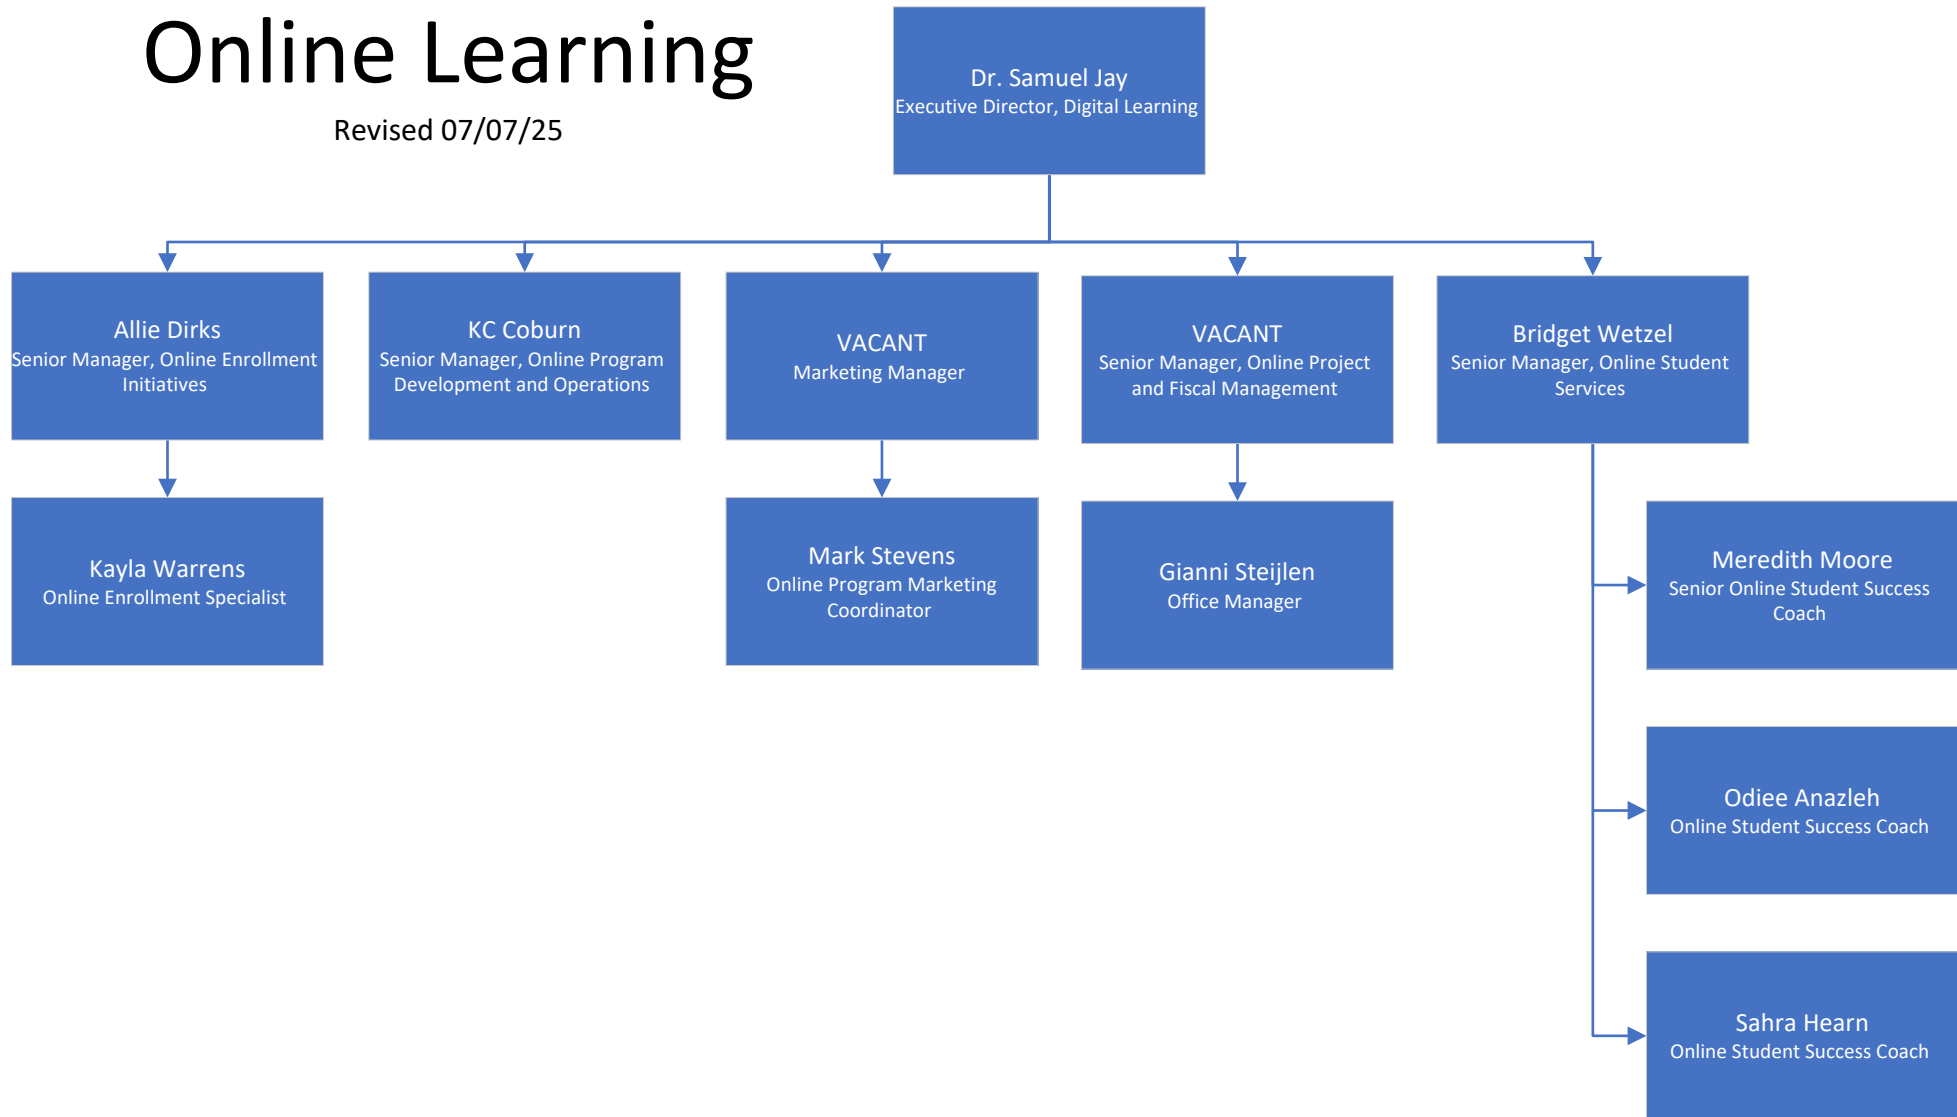 Online Learning
Revised 07/07/25
Dr. Samuel Jay
Executive Director, Digital Learning
Allie Dirks
Senior Manager, Online Enrollment
Initiatives
KC Coburn
Senior Manager, Online Program
Development and Operations
VACANT
Marketing Manager
VACANT
Senior Manager, Online Project
and Fiscal Management
Bridget Wetzel
Senior Manager, Online Student
Services
Kayla Warrens
Online Enrollment Specialist
Mark Stevens
Online Program Marketing
Coordinator
Gianni Steijlen
Office Manager
Meredith Moore
Senior Online Student Success
Coach
Odiee Anazleh
Online Student Success Coach
Sahra Hearn
Online Student Success Coach